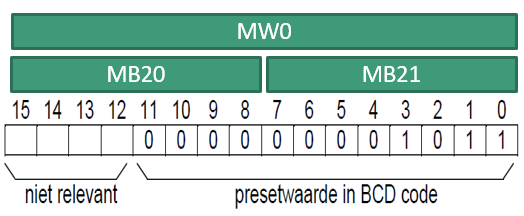 MW0
MB20 MB21
15 14 13 12 11 10 9 8 7 6 5 4 3 2 1 0
0 0 0 0 0 0 0 0 1 0 1 1
niet relevant presetwaarde in BCD code